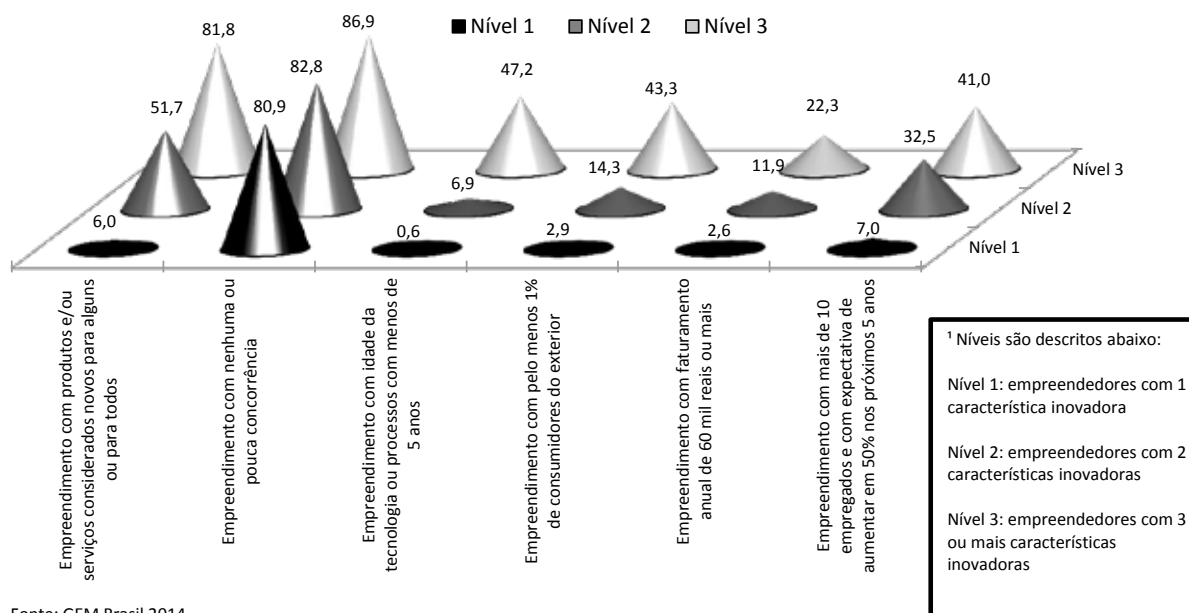 Nível 1 Nível 2 Nível 3
81,8
86,9
47,2
43,3
22,3
41,0
51,7
82,8
6,9
14,3
11,9
32,5
6,0
80,9
0,6
2,9
2,6
7,0
Nível 3
Nível 2
Nível 1
Empreendimento com produtos e/ou
serviços considerados novos para alguns
ou para todos
Empreendimento com nenhuma ou
pouca concorrência
Empreendimento com idade da
tecnologia ou processos com menos de
5 anos
Empreendimento com pelo menos 1%
de consumidores do exterior
Empreendimento com faturamento
anual de 60 mil reais ou mais
Empreendimento com mais de 10
empregados e com expectativa de
aumentar em 50% nos próximos 5 anos
¹ Níveis são descritos abaixo:
Nível 1: empreendedores com 1
característica inovadora
Nível 2: empreendedores com 2
características inovadoras
Nível 3: empreendedores com 3
ou mais características
inovadoras
Fonte: GEM Brasil 2014